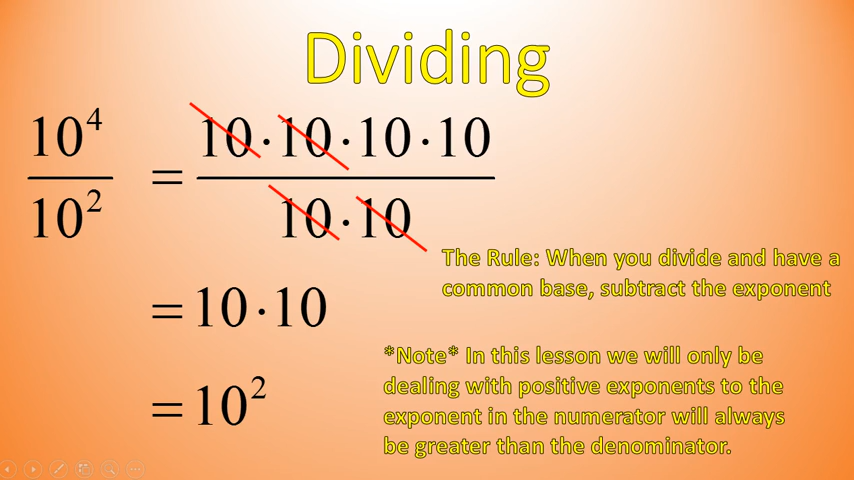 Dividing
10⁴ / 10² = 10 · 10 · 10 · 10 / 10 · 10
= 10 · 10
= 10²
The Rule: When you divide and have a
common base, subtract the exponent
*Note* In this lesson we will only be
dealing with positive exponents to the
exponent in the numerator will always
be greater than the denominator.